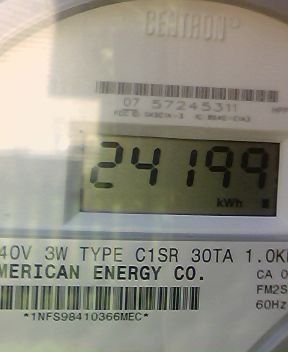 CENTRON
07 57245311
24199
kWh
40V 3W TYPE C1SR 30TA 1.0K
MERICAN ENERGY CO.
CA 0
FM2S
60Hz
*1NFS98410366MEC*